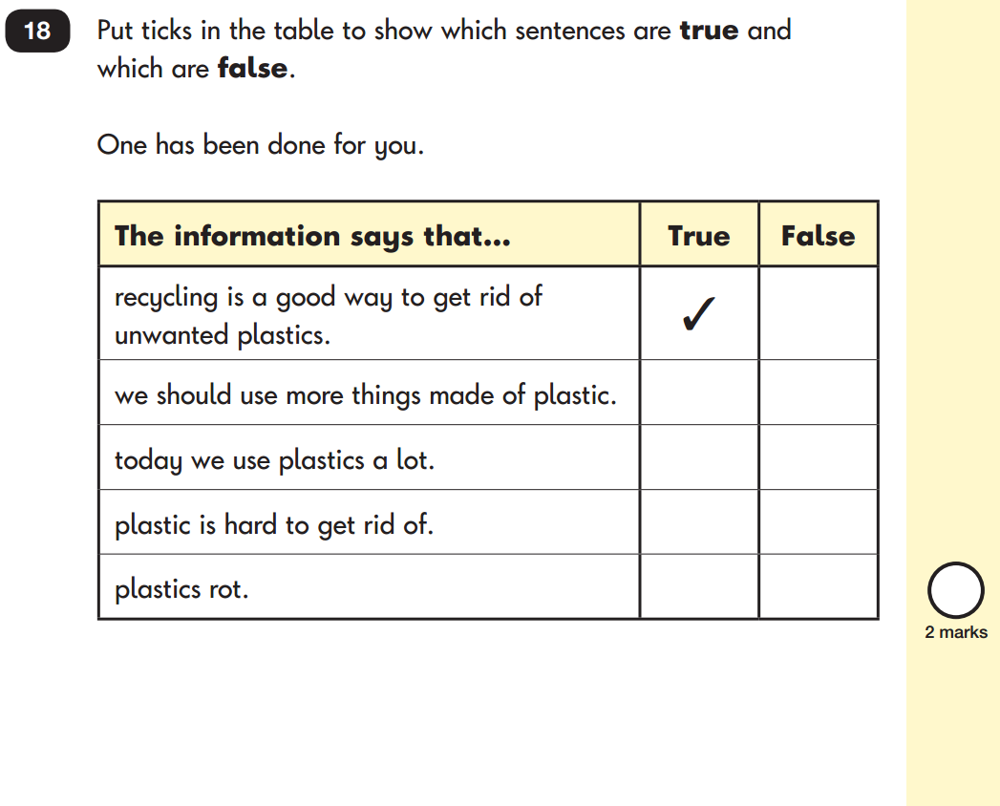 18
Put ticks in the table to show which sentences are true and
which are false.
One has been done for you.
The information says that... True False
recycling is a good way to get rid of
unwanted plastics. ✓
we should use more things made of plastic.
today we use plastics a lot.
plastic is hard to get rid of.
plastics rot.
2 marks